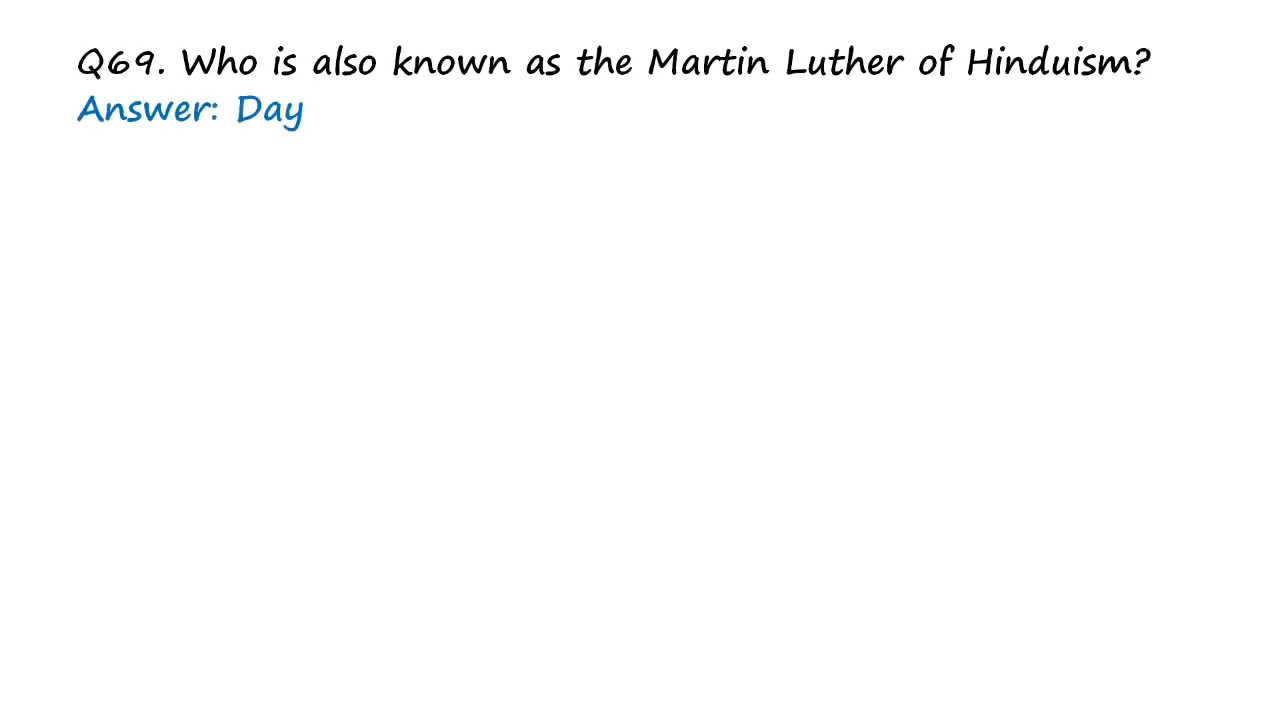 Q69. Who is also known as the Martin Luther of Hinduism?
Answer: Day